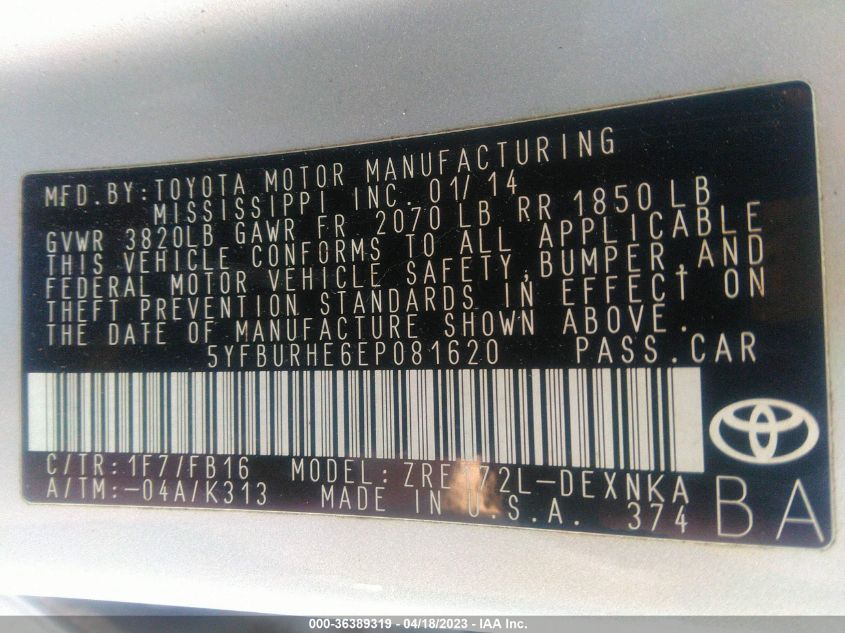 MFD.BY:TOYOTA MOTOR MANUFACTURING
MISSISSIPPI INC. 01/14
GVWR 3820LB GAWR FR 2070 LB RR 1850 LB
THIS VEHICLE CONFORMS TO ALL APPLICABLE
FEDERAL MOTOR VEHICLE SAFETY,BUMPER,AND
THEFT PREVENTION STANDARDS IN EFFECT ON
THE DATE OF MANUFACTURE SHOWN ABOVE.
5YFBURHE6EP081620 PASS.CAR
C/TR:1F7/FB16 MODEL:ZRE172L-DEXNKA
A/TM:-04A/K313 MADE IN U.S.A. 374
BA
000-36389319 - 04/18/2023 - IAA Inc.